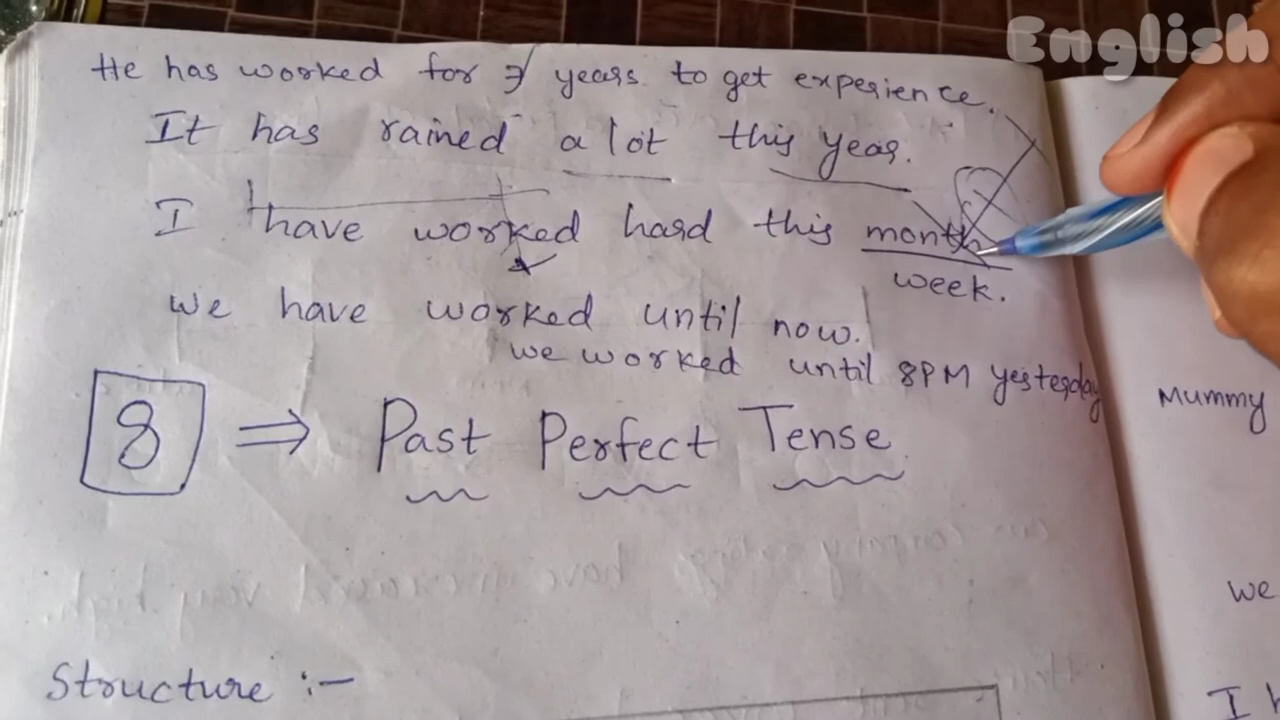 English
He has worked for 7 years to get experience.
It has rained a lot this year.
I have worked hard this month
week.
We have worked until now.
we worked until 8PM yesterday
8 ⇒ Past Perfect Tense
Structure :-
Mummy
we
I h